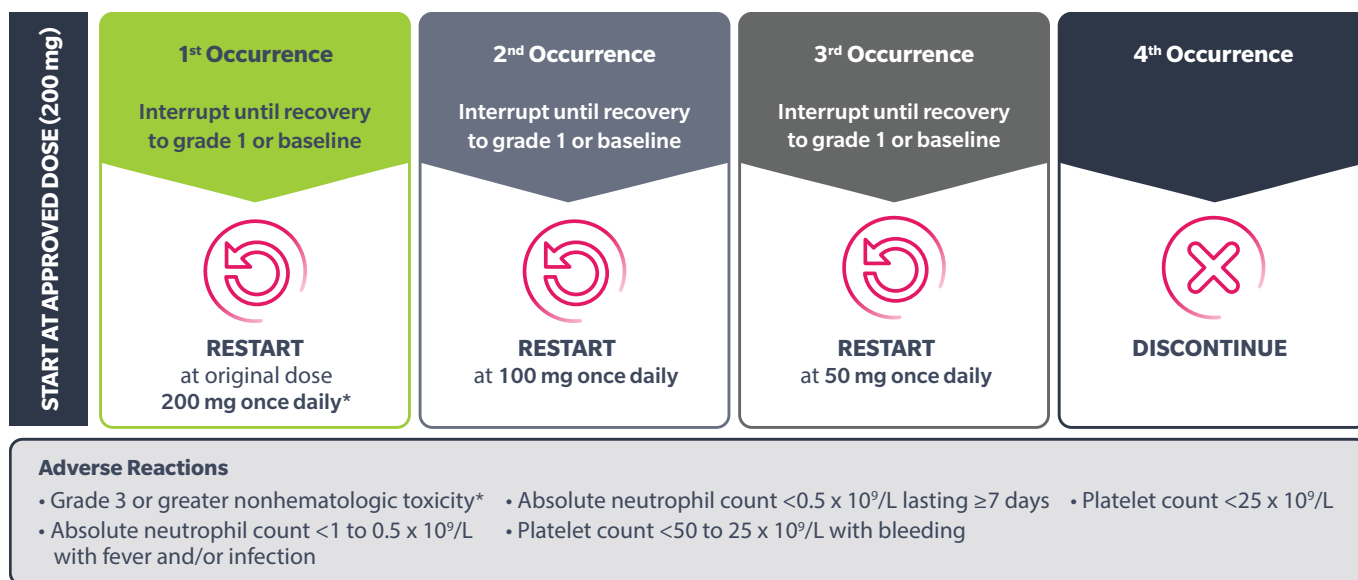 START AT APPROVED DOSE (200 mg)
1st Occurrence
Interrupt until recovery
to grade 1 or baseline
RESTART
at original dose
200 mg once daily*
2nd Occurrence
Interrupt until recovery
to grade 1 or baseline
RESTART
at 100 mg once daily
3rd Occurrence
Interrupt until recovery
to grade 1 or baseline
RESTART
at 50 mg once daily
4th Occurrence
DISCONTINUE
Adverse Reactions
• Grade 3 or greater nonhematologic toxicity*
• Absolute neutrophil count <1 to 0.5 x 10⁹/L
with fever and/or infection
• Absolute neutrophil count <0.5 x 10⁹/L lasting ≥7 days
• Platelet count <50 to 25 x 10⁹/L with bleeding
• Platelet count <25 x 10⁹/L